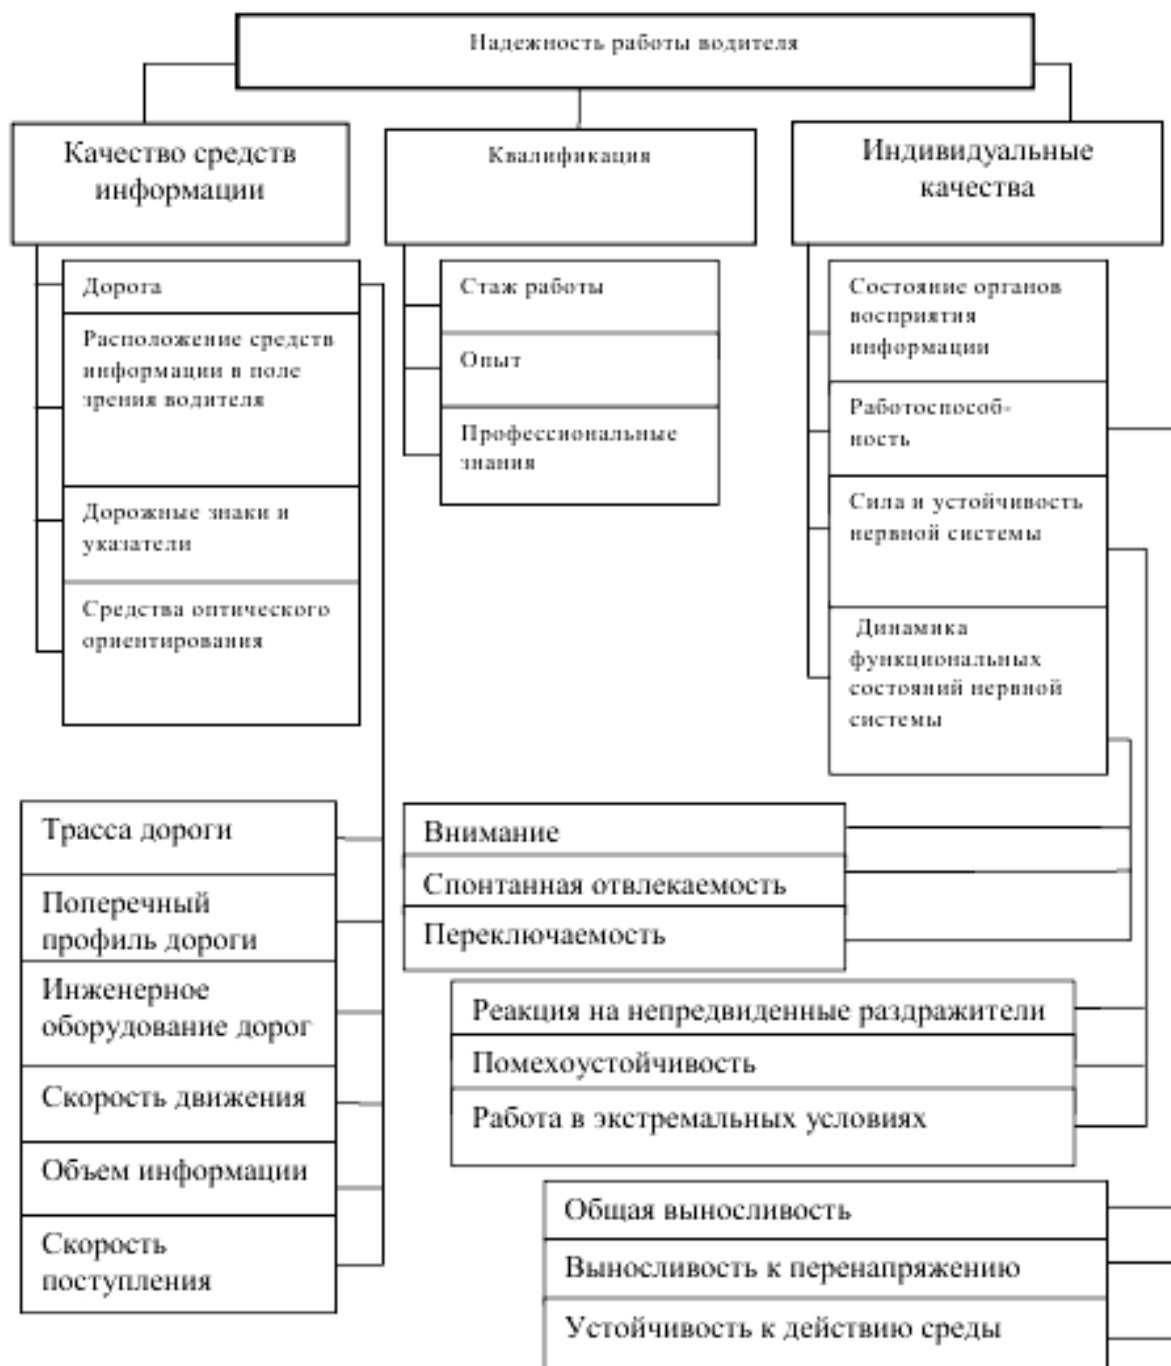 Надежность работы водителя
Качество средств
информации
Квалификация
Индивидуальные
качества
Дорога
Расположение средств
информации в поле
зрения водителя
Дорожные знаки и
указатели
Средства оптического
ориентирования
Стаж работы
Опыт
Профессиональные
знания
Состояние органов
восприятия
информации
Работоспособ-
ность
Сила и устойчивость
нервной системы
Динамика
функциональных
состояний нервной
системы
Трасса дороги
Поперечный
профиль дороги
Инженерное
оборудование дорог
Скорость движения
Объем информации
Скорость
поступления
Внимание
Спонтанная отвлекаемость
Переключаемость
Реакция на непредвиденные раздражители
Помехоустойчивость
Работа в экстремальных условиях
Общая выносливость
Выносливость к перенапряжению
Устойчивость к действию среды